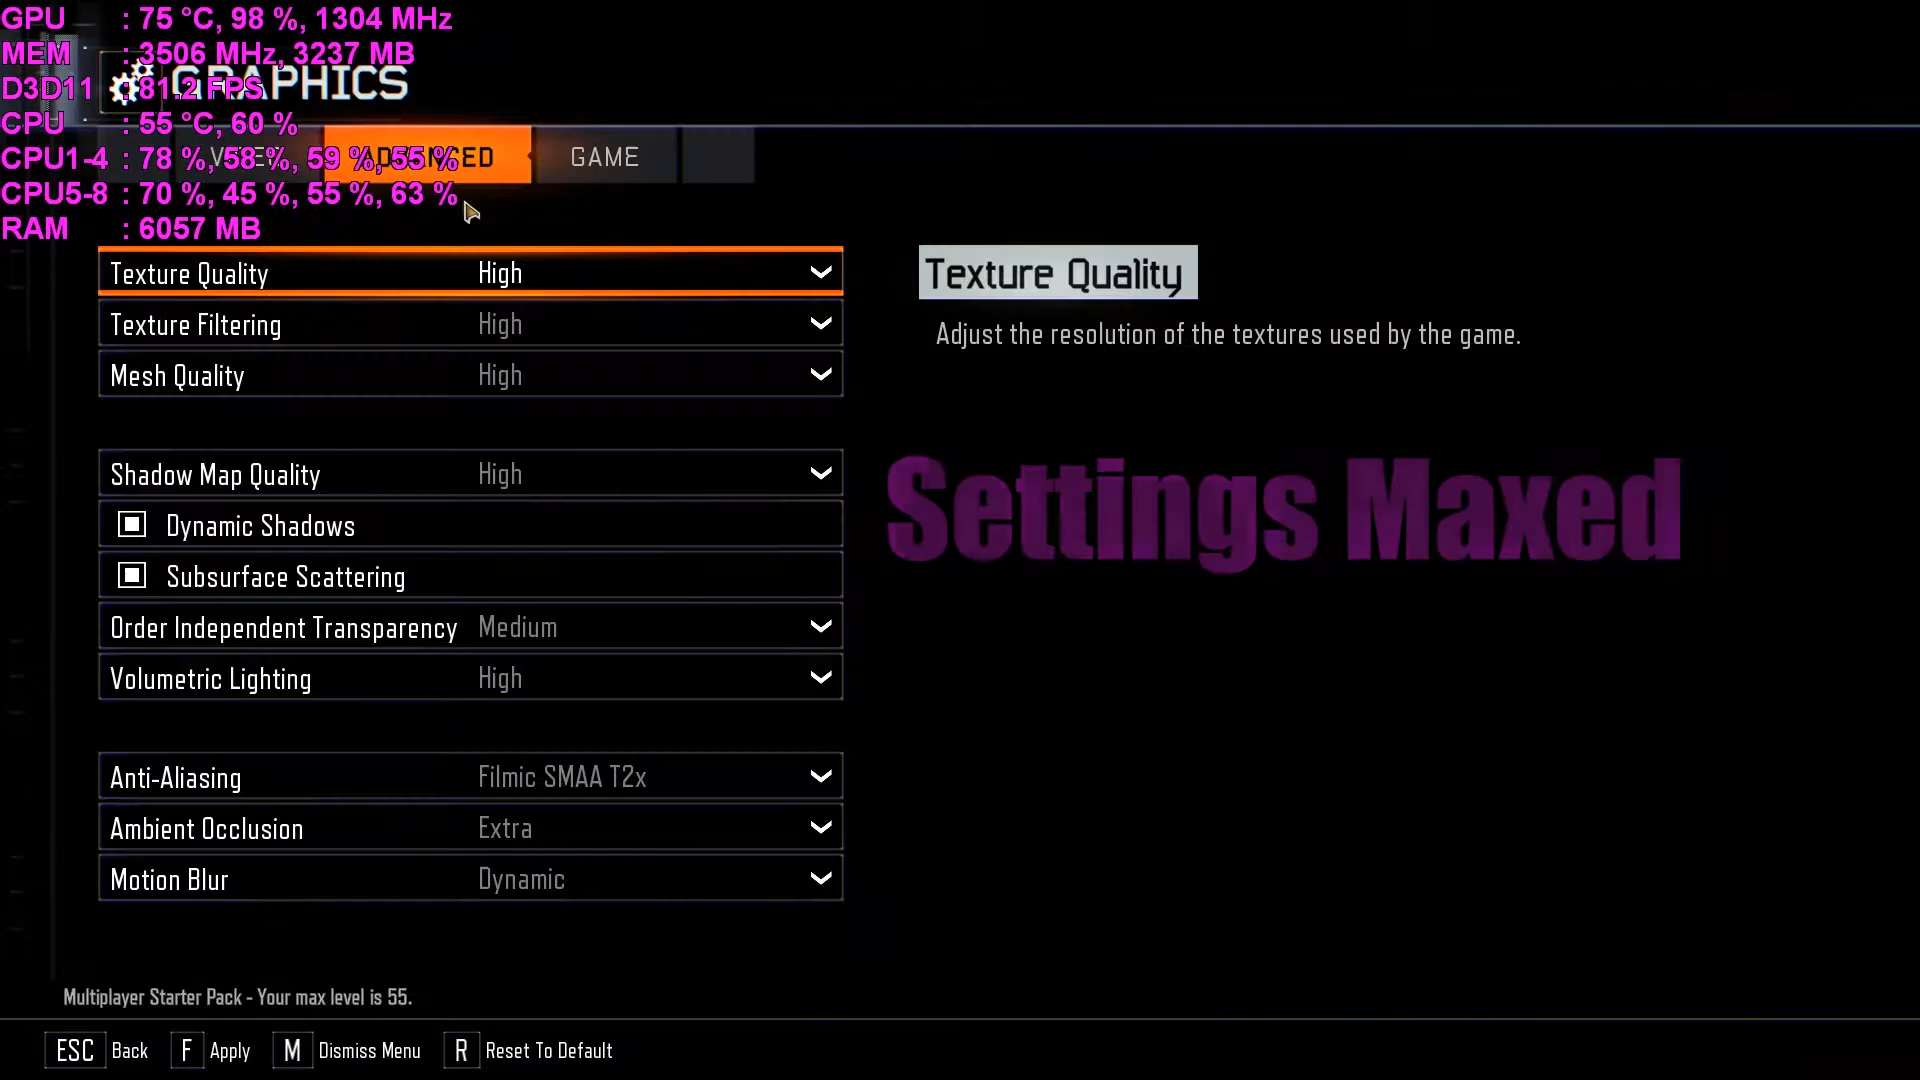 GPU : 75 °C, 98 %, 1304 MHz
MEM : 3506 MHz, 3237 MB
GRAPHICS
D3D11 : 81.2 FPS
CPU : 55 °C, 60 %
CPU1-4 : 78 %, 58 %, 59 %, 55 %
ADVANCED GAME
CPU5-8 : 70 %, 45 %, 55 %, 63 %
RAM : 6057 MB
Texture Quality High
Texture Filtering High
Mesh Quality High
Shadow Map Quality High
Dynamic Shadows
Subsurface Scattering
Order Independent Transparency Medium
Volumetric Lighting High
Anti-Aliasing Filmic SMAA T2x
Ambient Occlusion Extra
Motion Blur Dynamic
Texture Quality
Adjust the resolution of the textures used by the game.
Settings Maxed
Multiplayer Starter Pack - Your max level is 55.
ESC Back F Apply M Dismiss Menu R Reset To Default